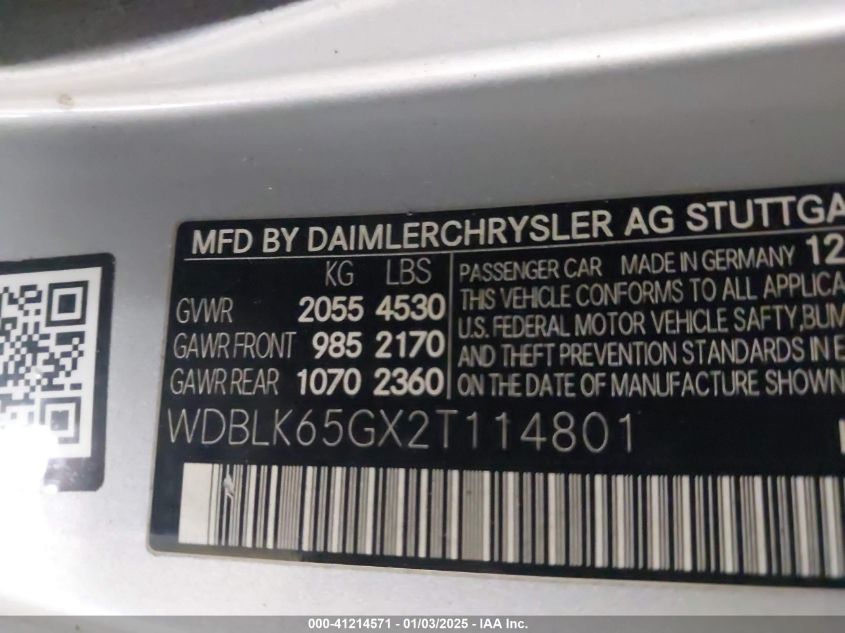 MFD BY DAIMLERCHRYSLER AG STUTTGA
KG LBS
GVWR 2055 4530
GAWR FRONT 985 2170
GAWR REAR 1070 2360
PASSENGER CAR MADE IN GERMANY 12
THIS VEHICLE CONFORMS TO ALL APPLICA
U.S. FEDERAL MOTOR VEHICLE SAFTY,BUM
AND THEFT PREVENTION STANDARDS IN E
ON THE DATE OF MANUFACTURE SHOWN
WDBLK65GX2T114801
000-41214571 - 01/03/2025 - IAA Inc.